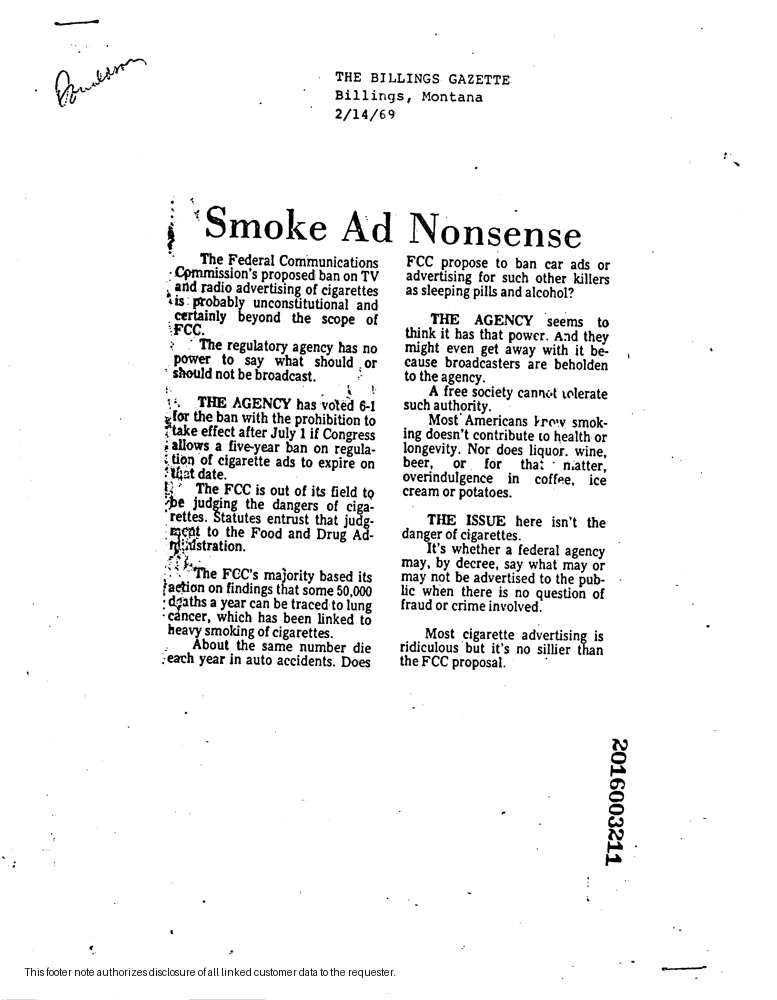 Donaldson
THE BILLINGS GAZETTE
Billings, Montana
2/14/69
Smoke Ad Nonsense
The Federal Communications
Commission's proposed ban on TV
and radio advertising of cigarettes
is probably unconstitutional and
certainly beyond the scope of
FCC.
The regulatory agency has no
power to say what should or
should not be broadcast.
THE AGENCY has voted 6-1
for the ban with the prohibition to
take effect after July 1 if Congress
allows a five-year ban on regula-
tion of cigarette ads to expire on
that date.
The FCC is out of its field to
be judging the dangers of ciga-
rettes. Statutes entrust that judg-
ment to the Food and Drug Ad-
ministration.
The FCC's majority based its
action on findings that some 50,000
deaths a year can be traced to lung
cancer, which has been linked to
heavy smoking of cigarettes.
About the same number die
each year in auto accidents. Does
FCC propose to ban car ads or
advertising for such other killers
as sleeping pills and alcohol?
THE AGENCY seems to
think it has that power. And they
might even get away with it be-
cause broadcasters are beholden
to the agency.
A free society cannot tolerate
such authority.
Most Americans know smok-
ing doesn't contribute to health or
longevity. Nor does liquor, wine,
beer, or for that matter,
overindulgence in coffee, ice
cream or potatoes.
THE ISSUE here isn't the
danger of cigarettes.
It's whether a federal agency
may, by decree, say what may or
may not be advertised to the pub-
lic when there is no question of
fraud or crime involved.
Most cigarette advertising is
ridiculous but it's no sillier than
the FCC proposal.
2016003211
This footer note authorizes disclosure of all linked customer data to the requester.